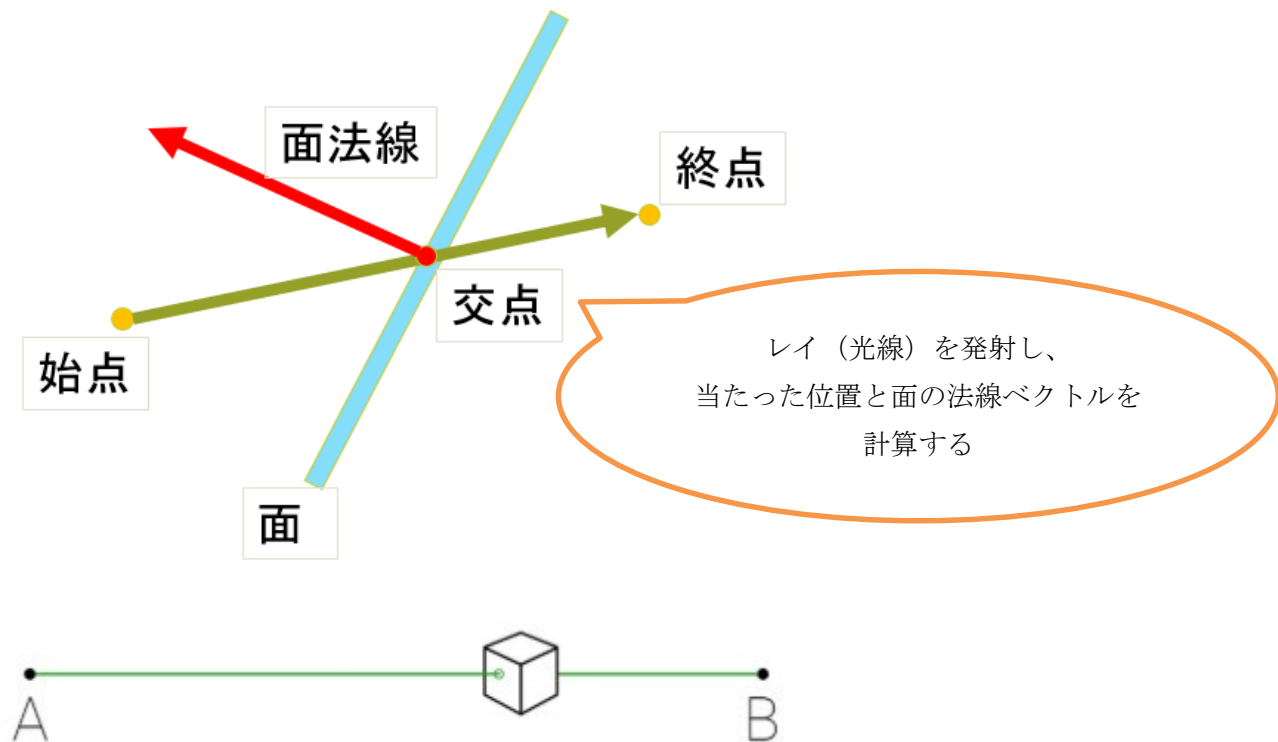 面法線
終点
交点
始点
面
レイ（光線）を発射し、
当たった位置と面の法線ベクトルを
計算する
A
B